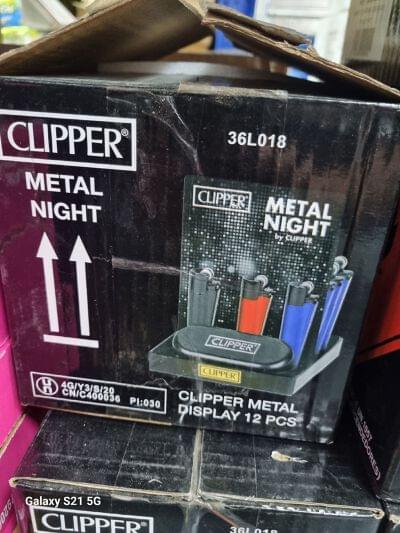 CLIPPER®
36L018
METAL
NIGHT
CLIPPER
METAL
NIGHT
by CLIPPER
CLIPPER
CLIPPER
4G/Y3/S/20
CN/C400036 PI:030
CLIPPER METAL
DISPLAY 12 PCS
Galaxy S21 5G
CLIPPER®
36L018